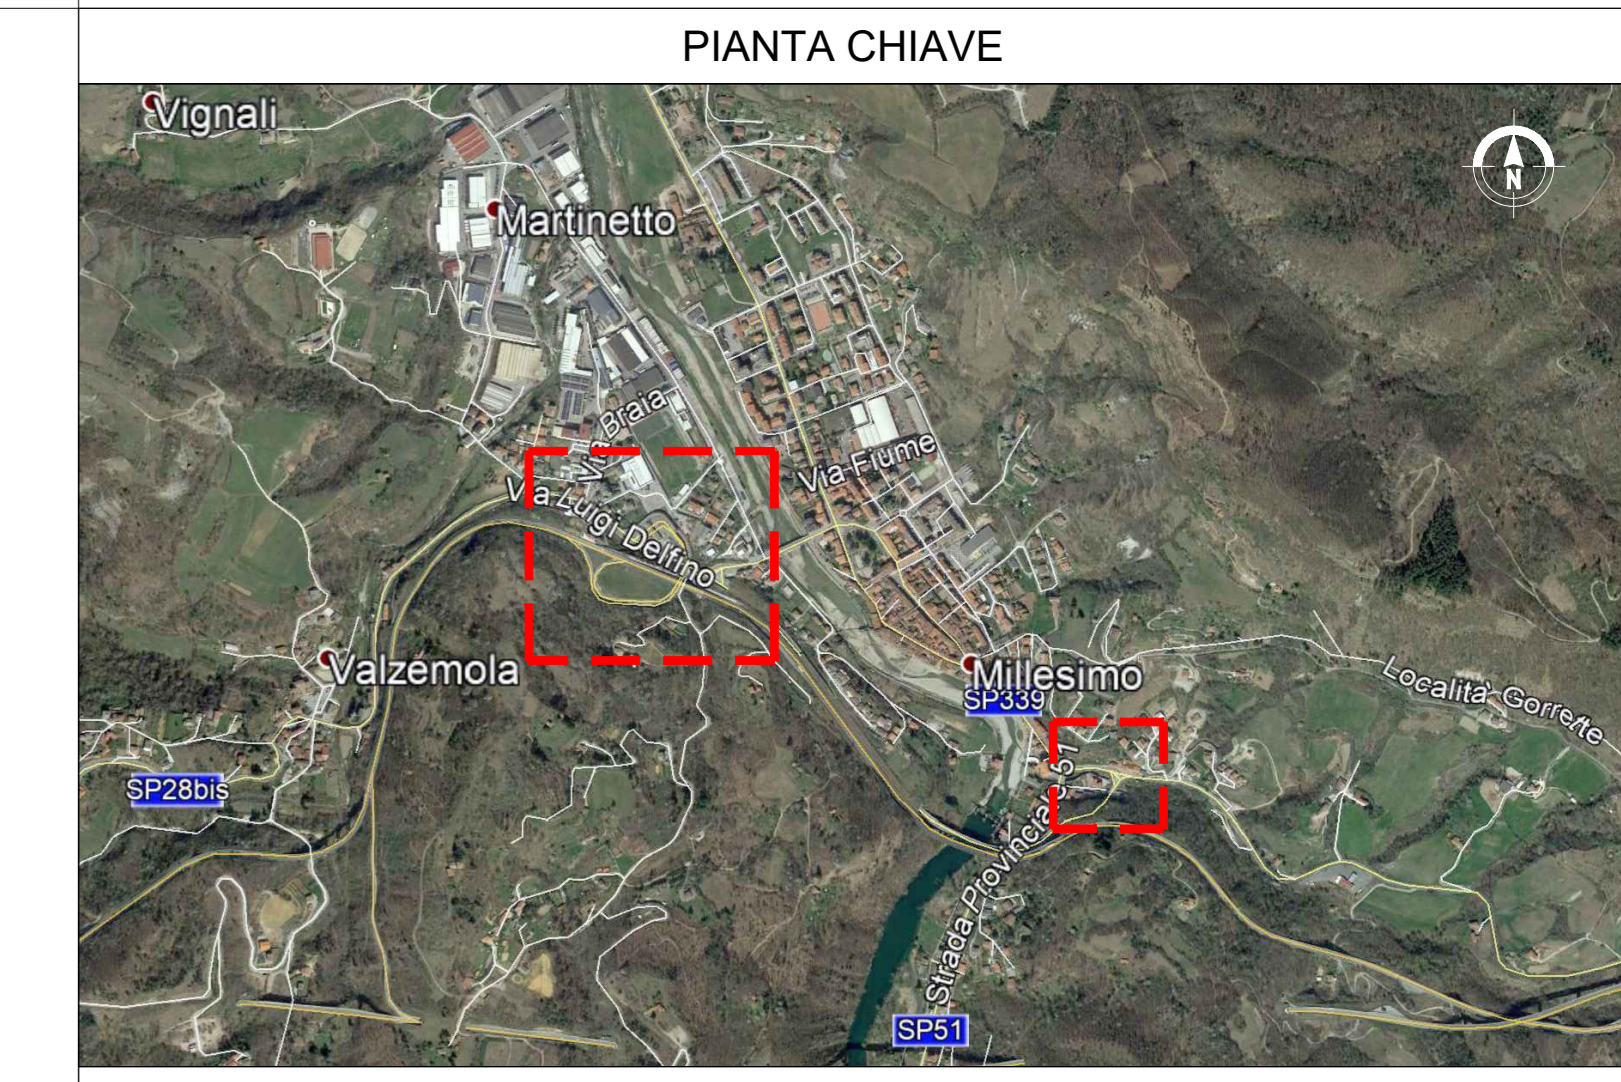 PIANTA CHIAVE
Vignali
N
Martinetto
Via Braia
Via Fiume
Via Luigi Delfino
Valzemola
Millesimo
SP339
Località Gorrette
SP28bis
Strada Provinciale 51
SP51